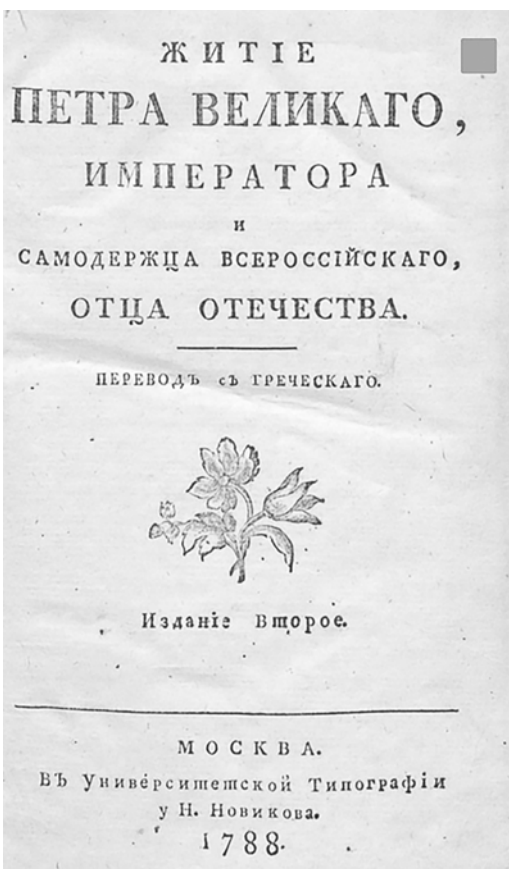 ЖИТІЕ
ПЕТРА ВЕЛИКАГО,
ИМПЕРАТОРА
И
САМОДЕРЖЦА ВСЕРОССІЙСКАГО,
ОТЦА ОТЕЧЕСТВА.
ПЕРЕВОДЪ съ ГРЕЧЕСКАГО.
Изданіе Второе.
МОСКВА.
Въ Университетской Типографіи
у Н. Новикова.
1788.